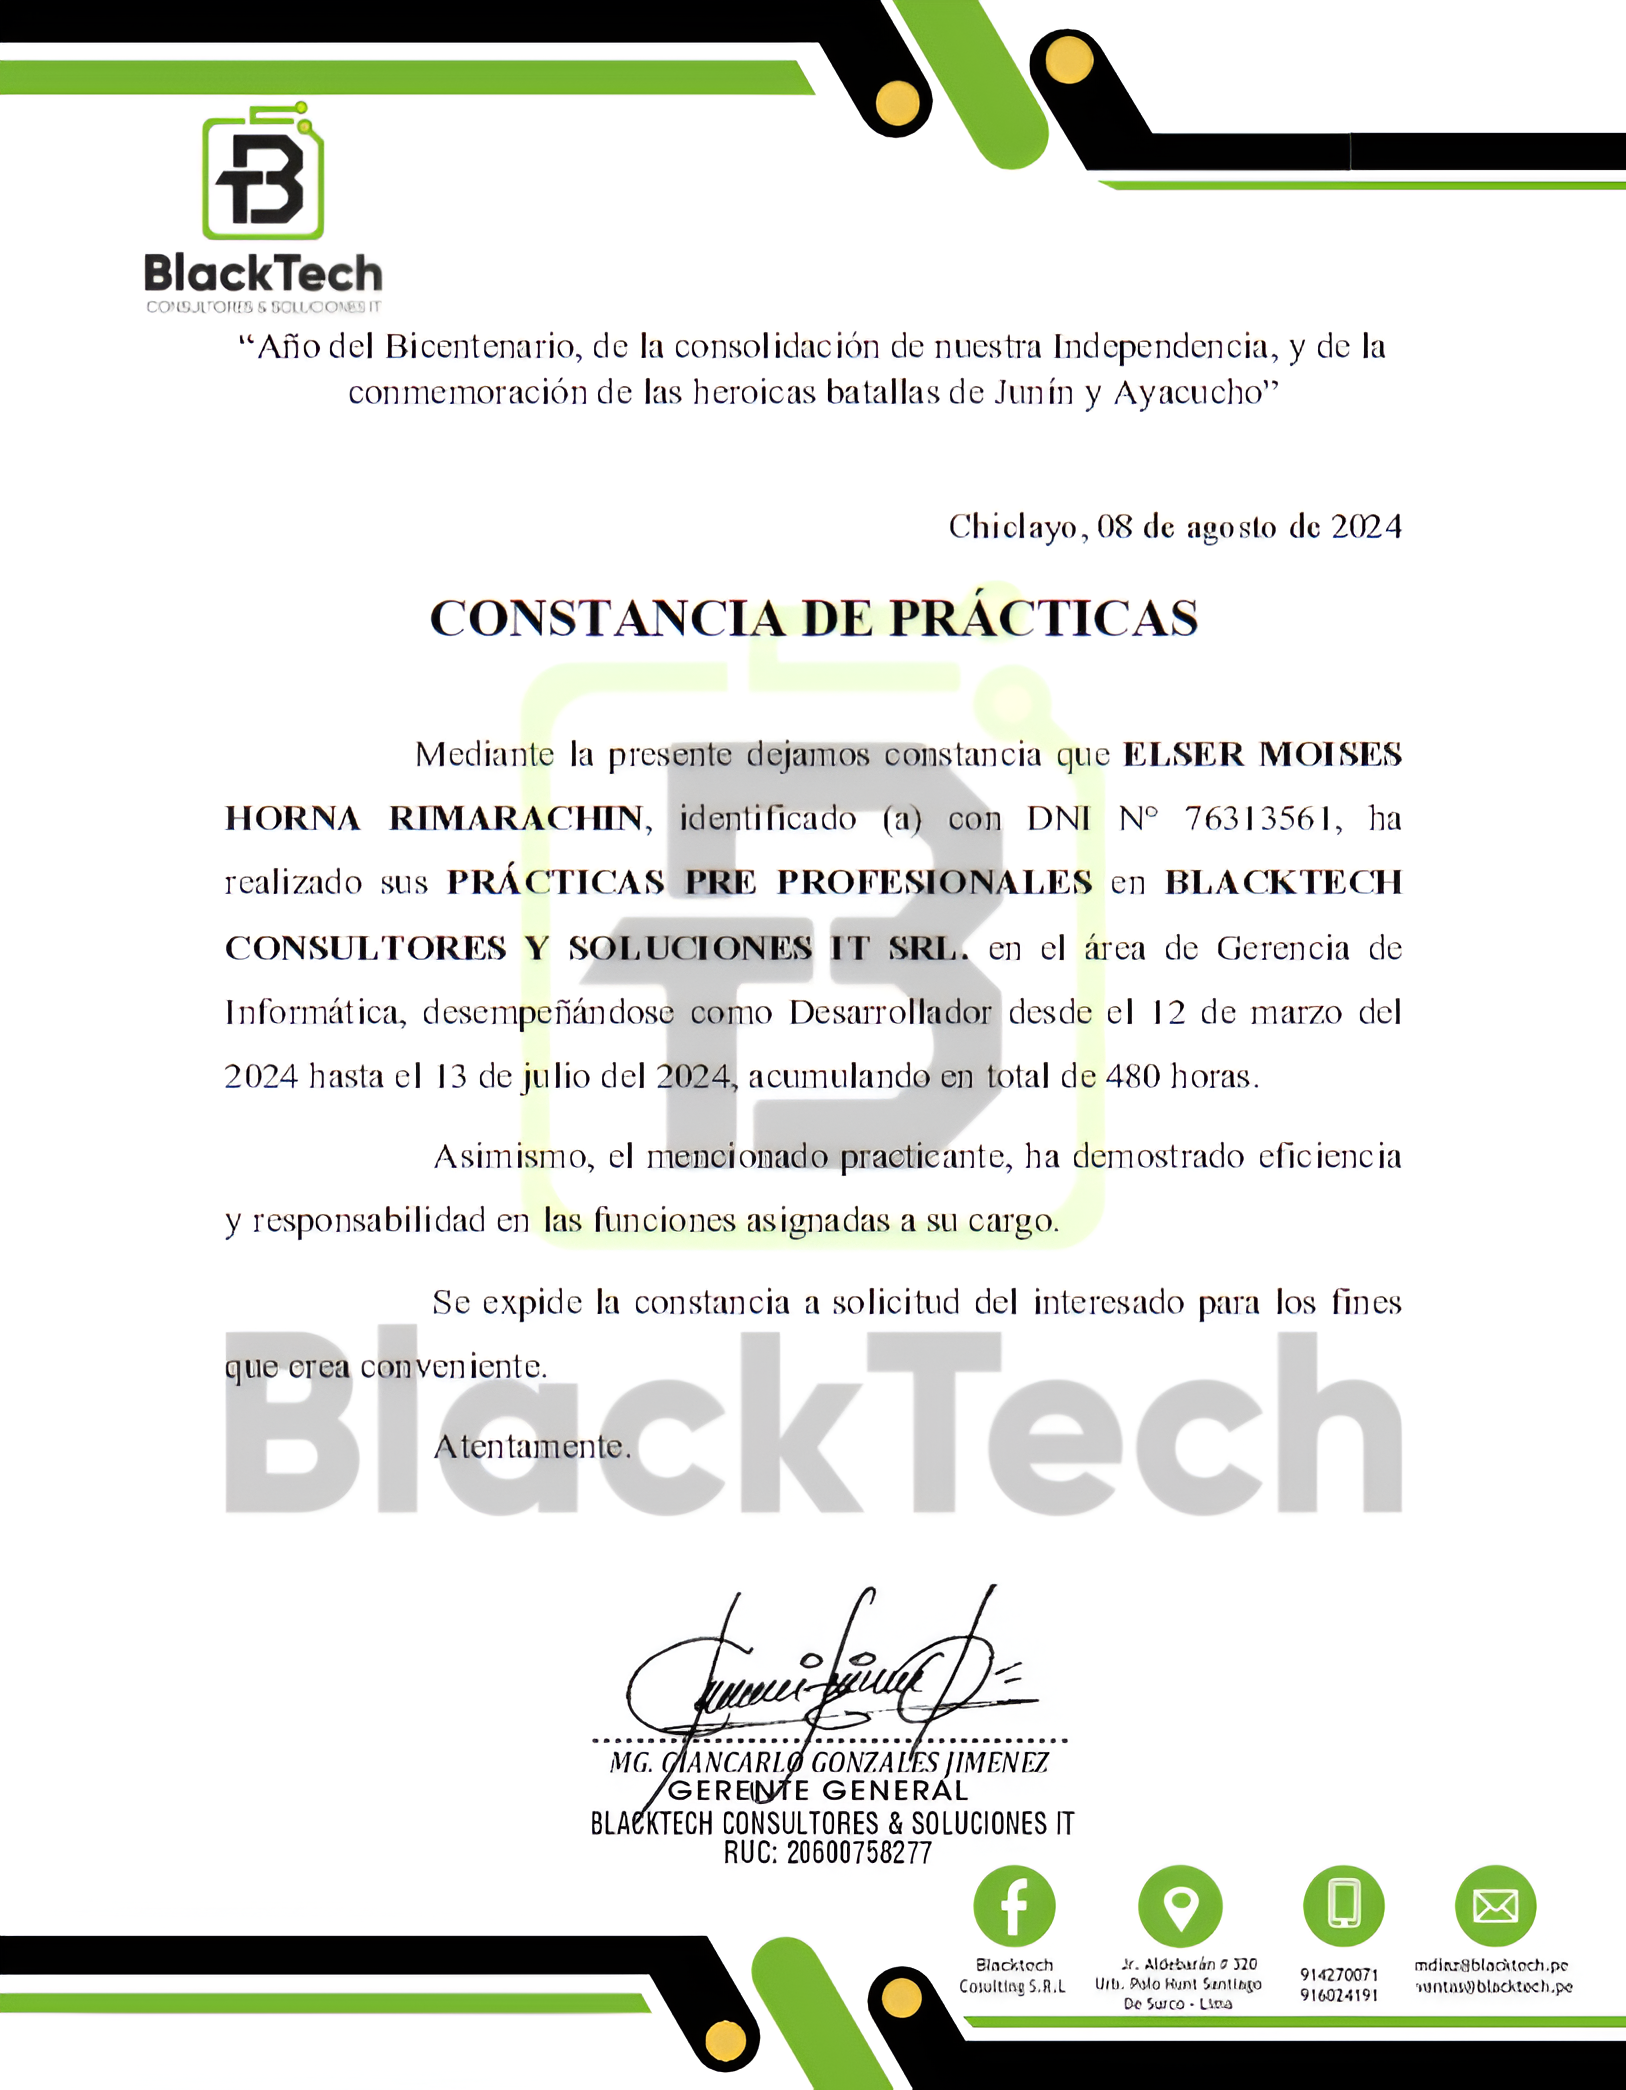 BlackTech
CONSULTORES & SOLUCIONES IT
“Año del Bicentenario, de la consolidación de nuestra Independencia, y de la
conmemoración de las heroicas batallas de Junín y Ayacucho”
Chiclayo, 08 de agosto de 2024
CONSTANCIA DE PRÁCTICAS
Mediante la presente dejamos constancia que ELSER MOISES
HORNA RIMARACHIN, identificado (a) con DNI N° 76313561, ha
realizado sus PRÁCTICAS PRE PROFESIONALES en BLACKTECH
CONSULTORES Y SOLUCIONES IT SRL. en el área de Gerencia de
Informática, desempeñándose como Desarrollador desde el 12 de marzo del
2024 hasta el 13 de julio del 2024, acumulando en total de 480 horas.
Asimismo, el mencionado practicante, ha demostrado eficiencia
y responsabilidad en las funciones asignadas a su cargo.
Se expide la constancia a solicitud del interesado para los fines
que crea conveniente.
Atentamente.
BlackTech
MG. GIANCARLO GONZALES JIMENEZ
GERENTE GENERAL
BLACKTECH CONSULTORES & SOLUCIONES IT
RUC: 20600758277
Blacktech
Cosulting S.R.L
Jr. Aldebarán # 320
Urb. Polo Hunt Santiago
De Surco - Lima
914270071
916024191
@blacktech.pe
@blacktech.pe